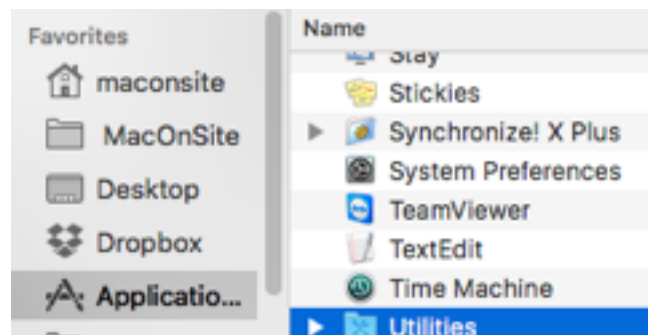 Favorites
maconsite
MacOnSite
Desktop
Dropbox
Applicatio...
Name
Stay
Stickies
Synchronize! X Plus
System Preferences
TeamViewer
TextEdit
Time Machine
Utilities